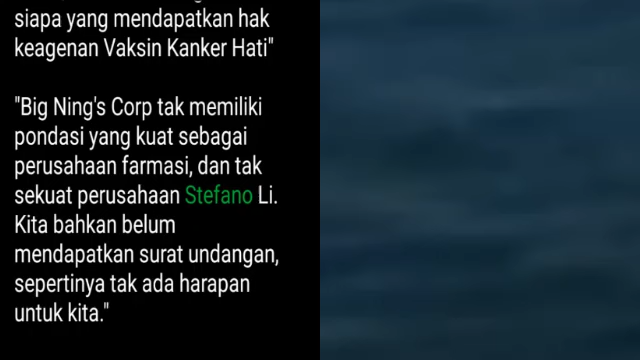 siapa yang mendapatkan hak
keagenan Vaksin Kanker Hati"
"Big Ning's Corp tak memiliki
pondasi yang kuat sebagai
perusahaan farmasi, dan tak
sekuat perusahaan Stefano Li.
Kita bahkan belum
mendapatkan surat undangan,
sepertinya tak ada harapan
untuk kita."